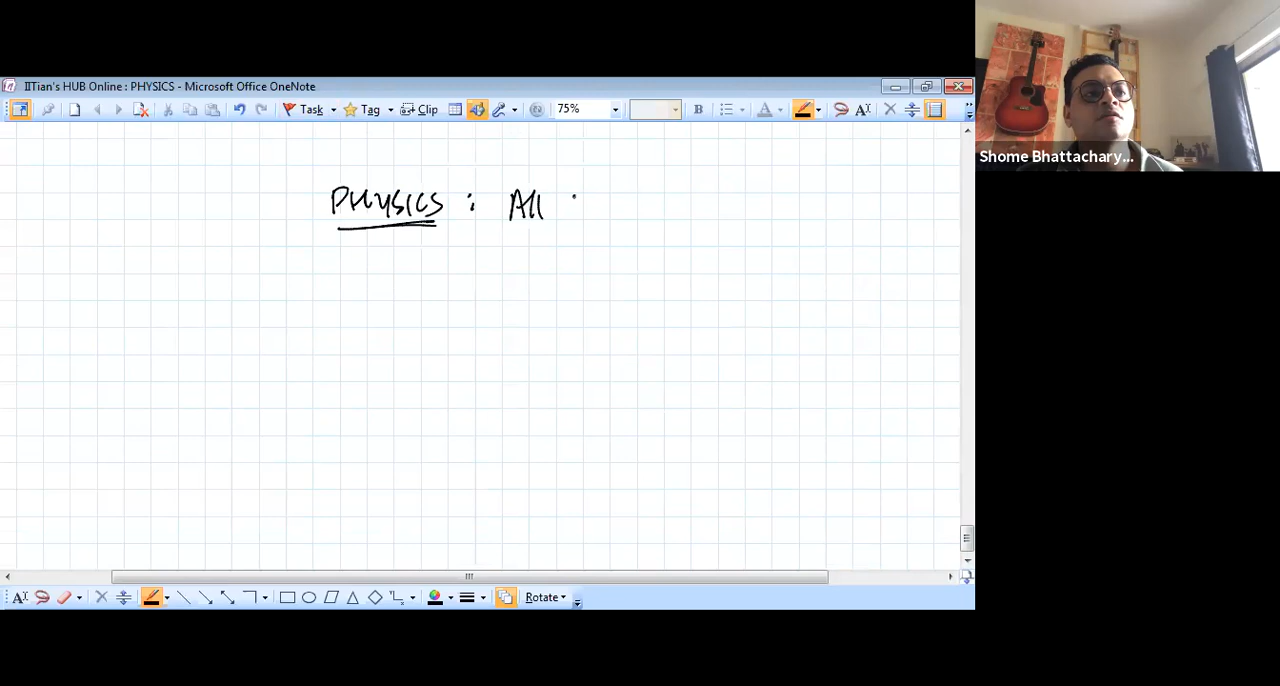 IITian's HUB Online : PHYSICS - Microsoft Office OneNote
Task Tag Clip 75% B A
PHYSICS : All
Shome Bhattachary...
Rotate